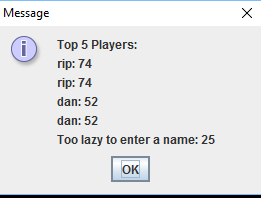 Message
Top 5 Players:
rip: 74
rip: 74
dan: 52
dan: 52
Too lazy to enter a name: 25
OK